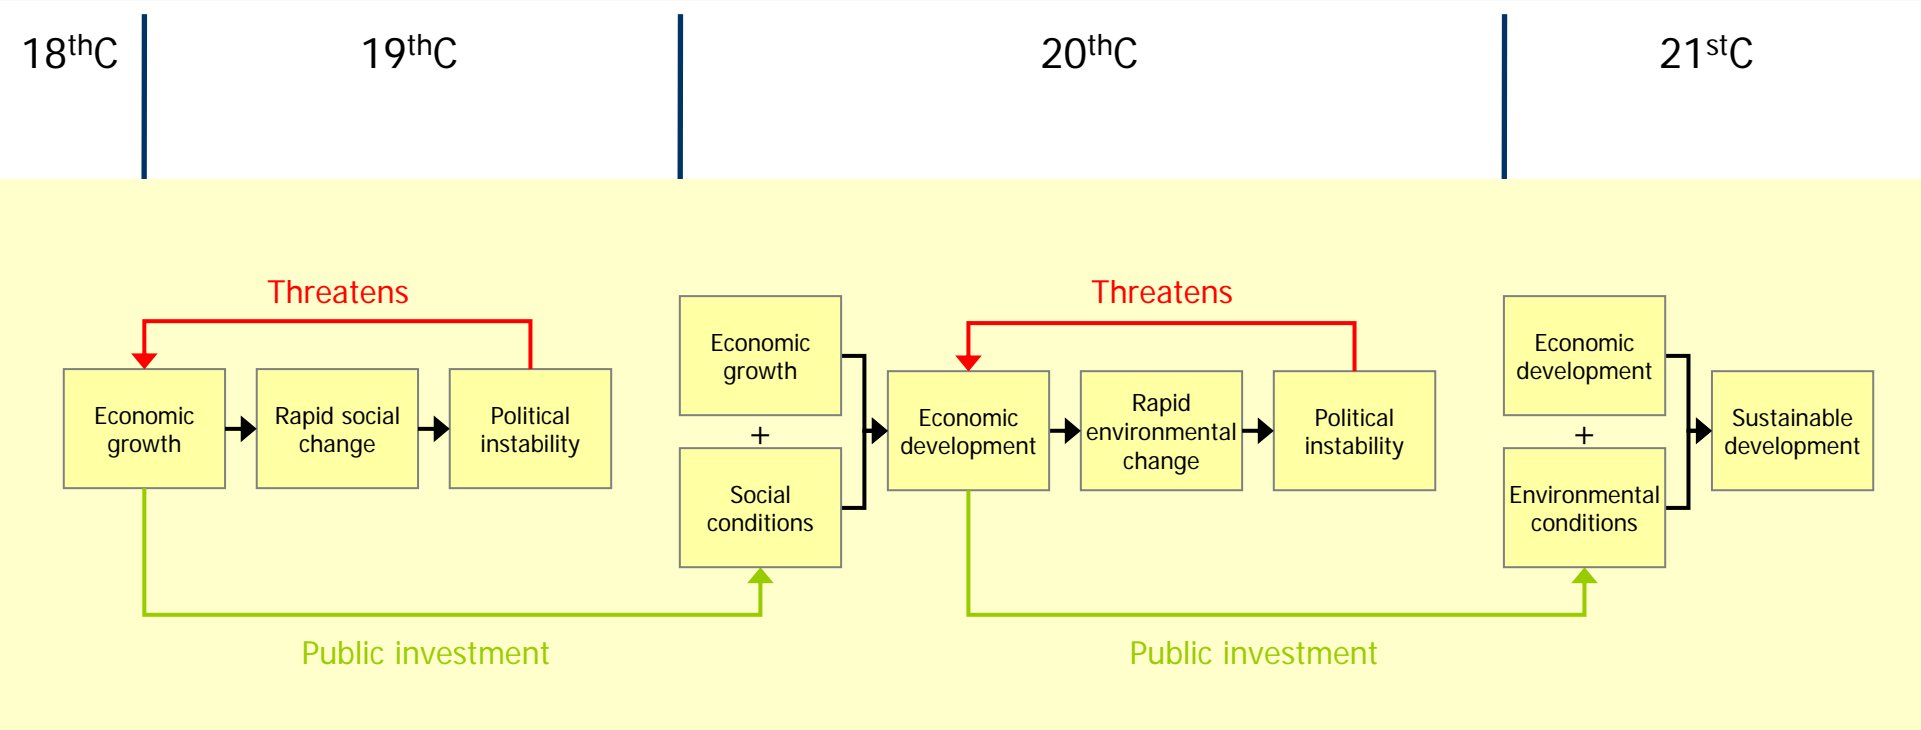 18thC
19thC
20thC
21stC
Threatens
Economic
growth
Rapid social
change
Political
instability
Public investment
Economic
growth
+
Social
conditions
Threatens
Economic
development
Rapid
environmental
change
Political
instability
Public investment
Economic
development
+
Environmental
conditions
Sustainable
development